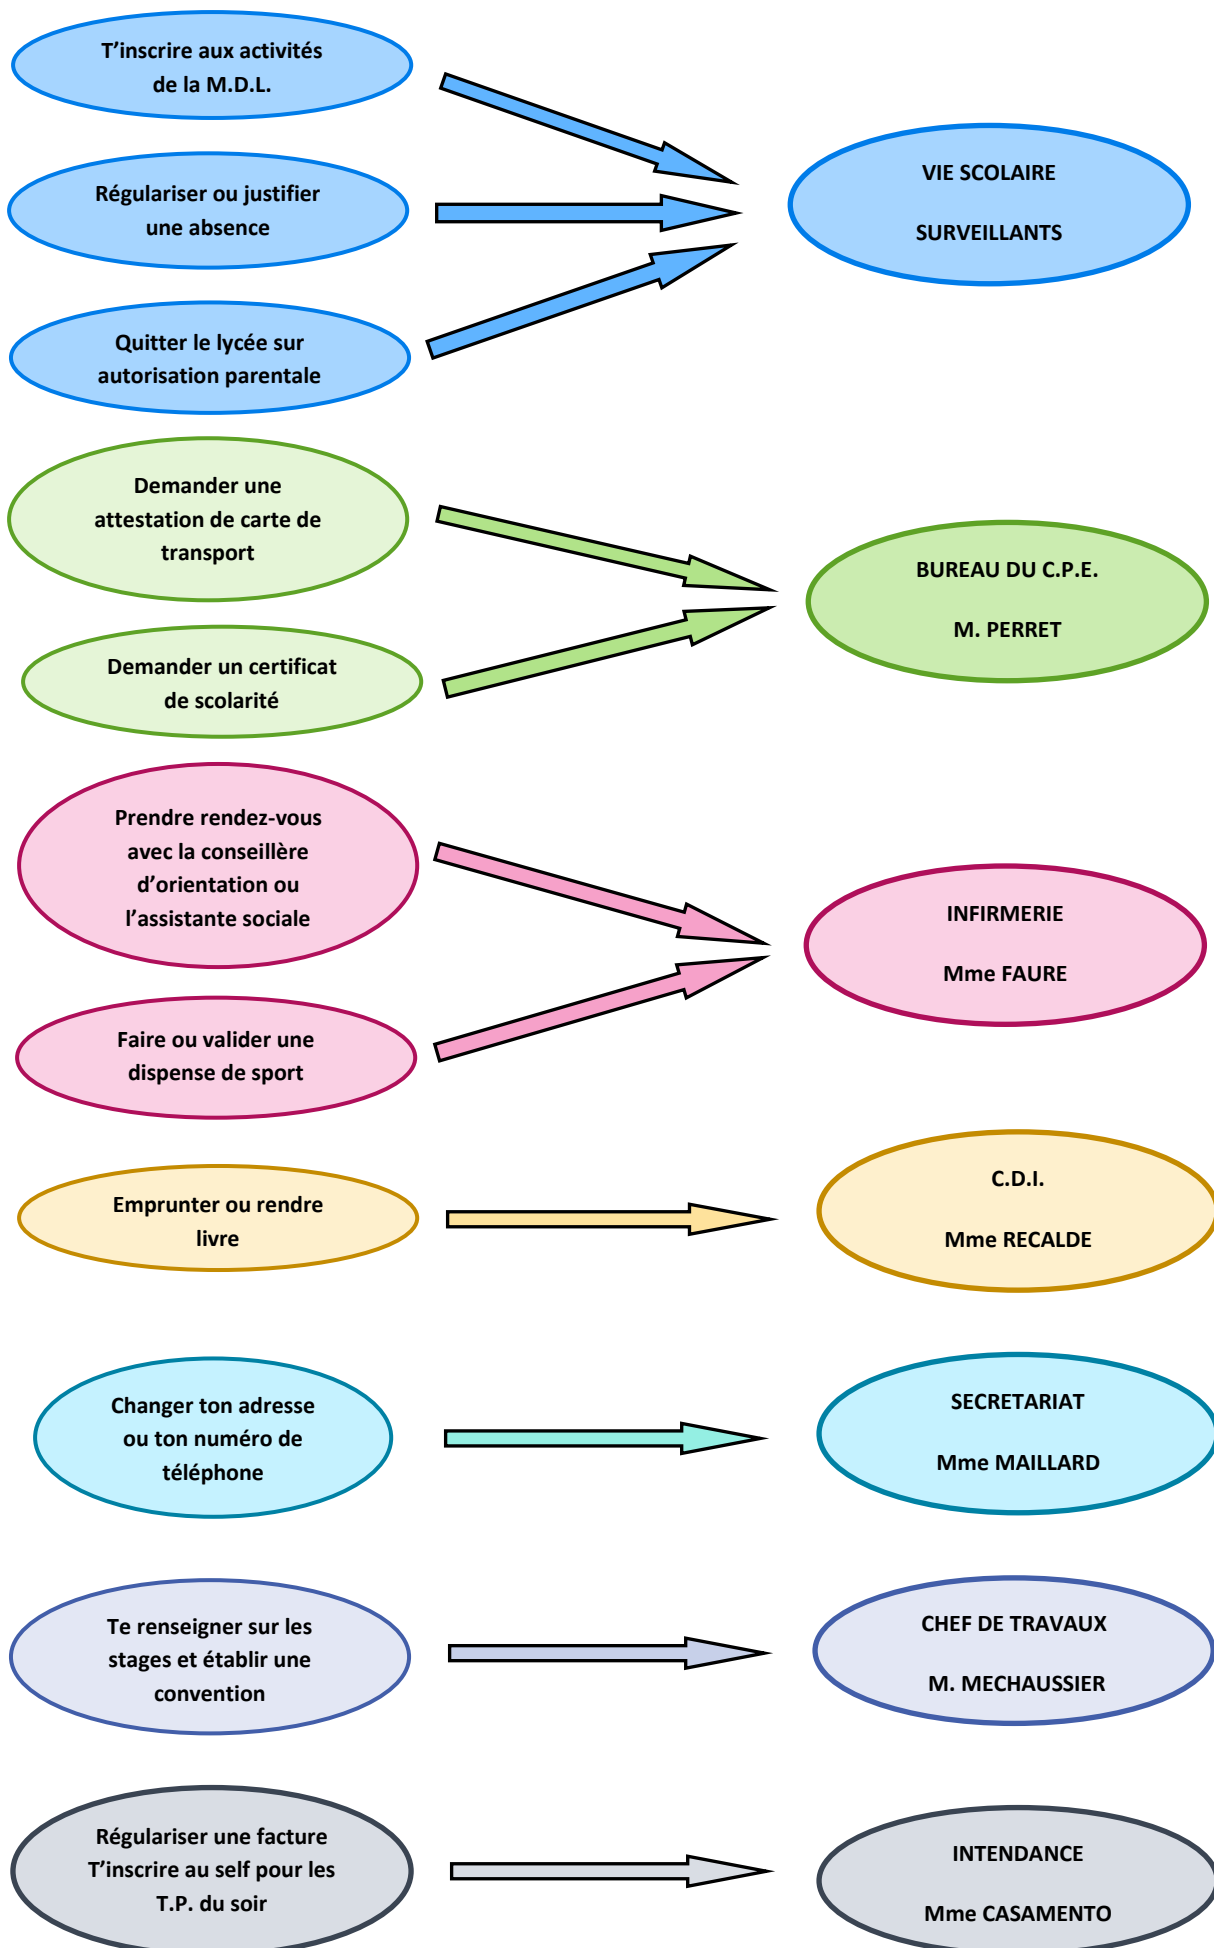 T’inscrire aux activités
de la M.D.L.
Régulariser ou justifier
une absence
Quitter le lycée sur
autorisation parentale
VIE SCOLAIRE
SURVEILLANTS
Demander une
attestation de carte de
transport
Demander un certificat
de scolarité
BUREAU DU C.P.E.
M. PERRET
Prendre rendez-vous
avec la conseillère
d’orientation ou
l’assistante sociale
Faire ou valider une
dispense de sport
INFIRMERIE
Mme FAURE
Emprunter ou rendre
livre
C.D.I.
Mme RECALDE
Changer ton adresse
ou ton numéro de
téléphone
SECRETARIAT
Mme MAILLARD
Te renseigner sur les
stages et établir une
convention
CHEF DE TRAVAUX
M. MECHAUSSIER
Régulariser une facture
T’inscrire au self pour les
T.P. du soir
INTENDANCE
Mme CASAMENTO